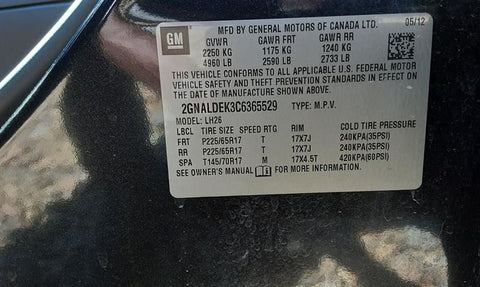 GM
MFD BY GENERAL MOTORS OF CANADA LTD. 05/12
GVWR GAWR FRT GAWR RR
2250 KG 1175 KG 1240 KG
4960 LB 2590 LB 2733 LB
THIS VEHICLE CONFORMS TO ALL APPLICABLE U.S. FEDERAL MOTOR
VEHICLE SAFETY AND THEFT PREVENTION STANDARDS IN EFFECT ON
THE DATE OF MANUFACTURE SHOWN ABOVE.
2GNALDEK3C6365529 TYPE: M.P.V.
MODEL: LH26
LBCL TIRE SIZE SPEED RTG RIM COLD TIRE PRESSURE
FRT P225/65R17 T 17X7J 240KPA(35PSI)
RR P225/65R17 T 17X7J 240KPA(35PSI)
SPA T145/70R17 M 17X4.5T 420KPA(60PSI)
SEE OWNER'S MANUAL FOR MORE INFORMATION.